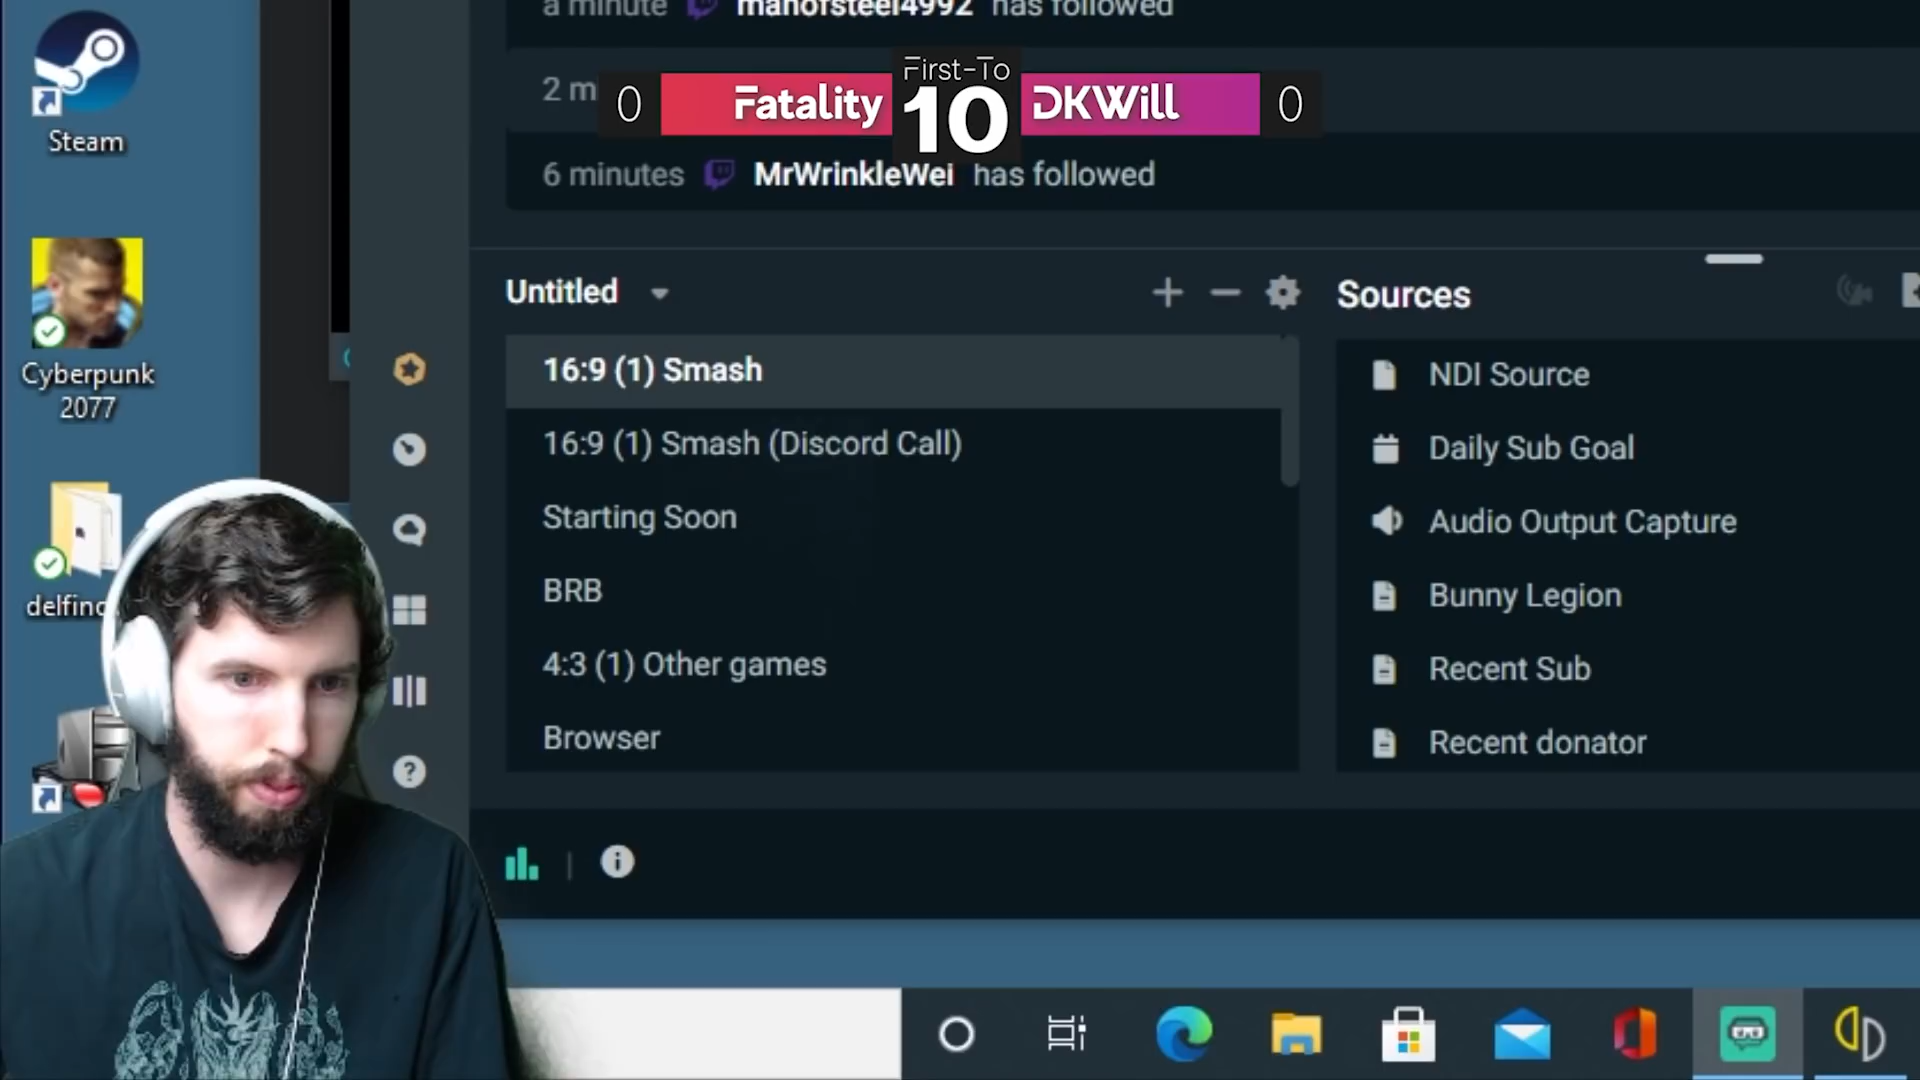 a minute manofsteel4992 has followed
First-To
2 m 0 Fatality 10 DKWill 0
6 minutes MrWrinkleWei has followed
Steam
Cyberpunk
2077
delfino
Untitled
16:9 (1) Smash
16:9 (1) Smash (Discord Call)
Starting Soon
BRB
4:3 (1) Other games
Browser
Sources
NDI Source
Daily Sub Goal
Audio Output Capture
Bunny Legion
Recent Sub
Recent donator